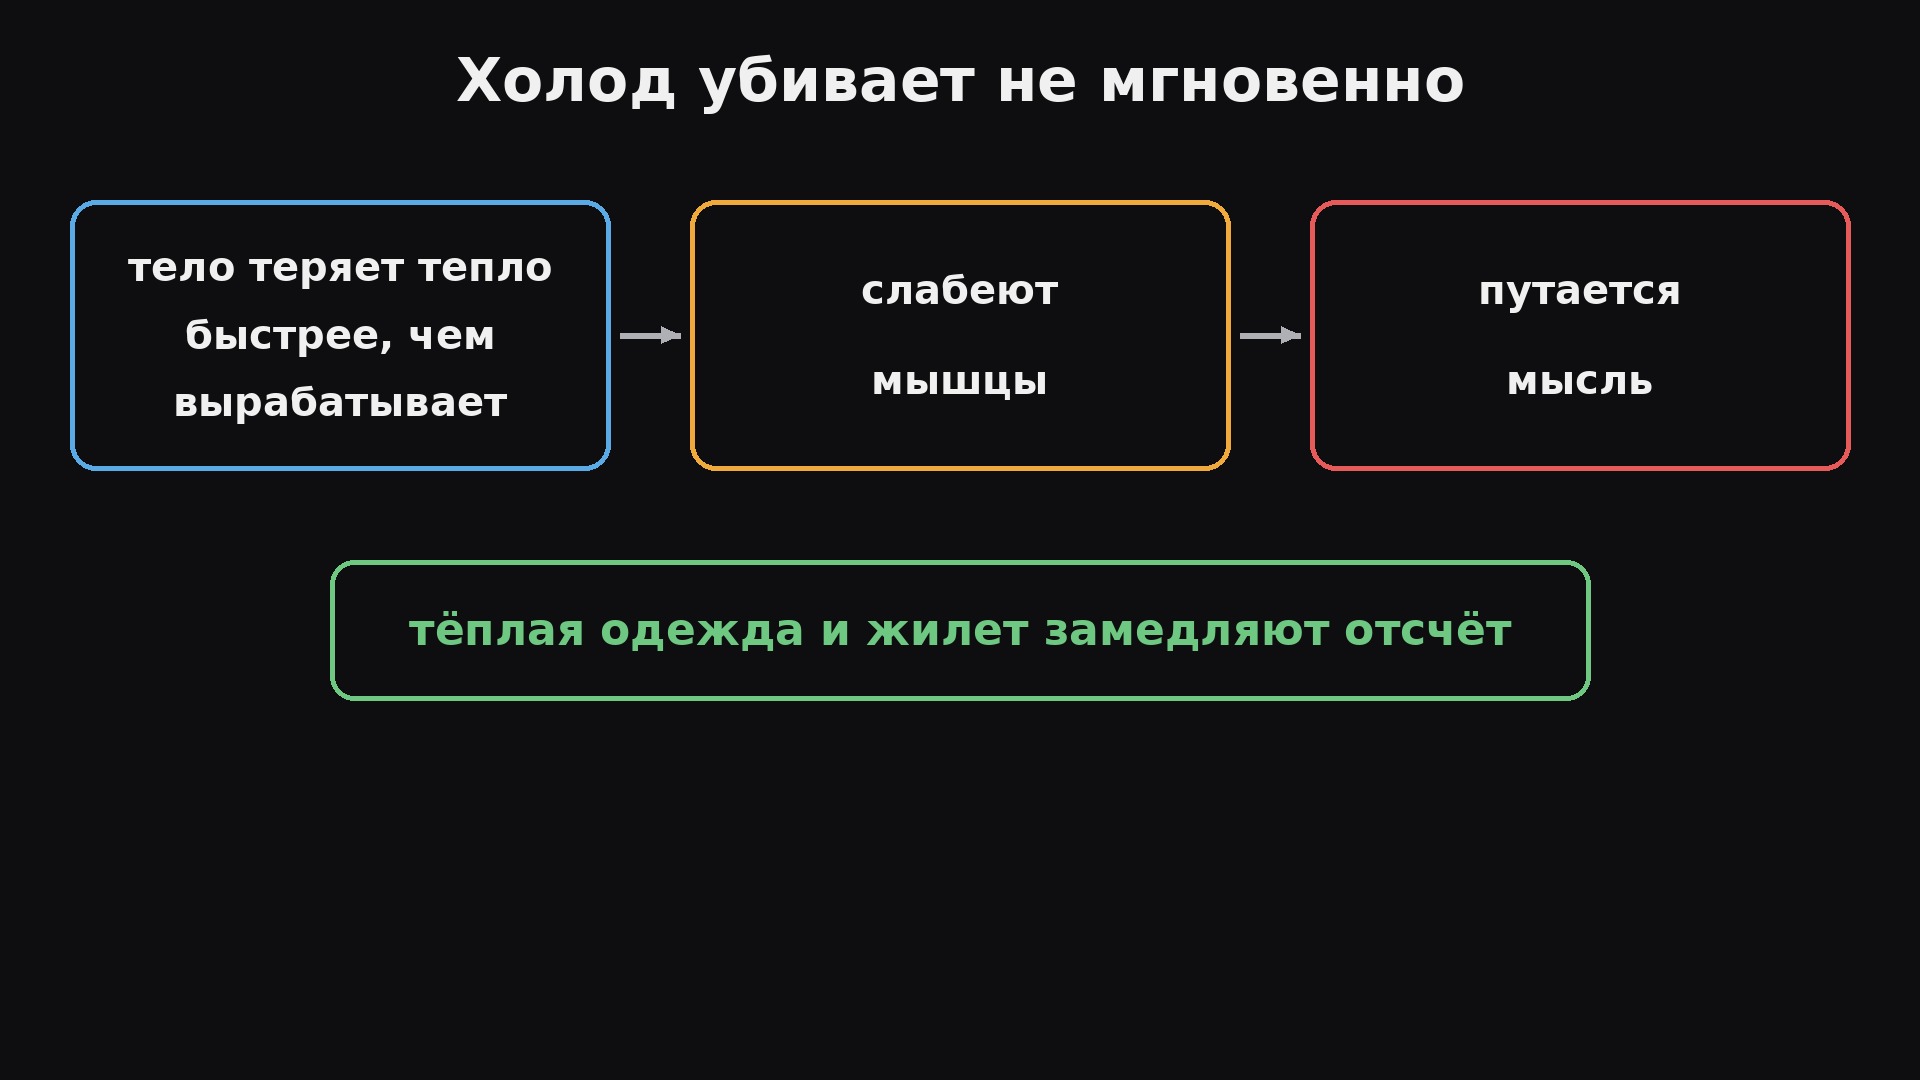 Холод убивает не мгновенно
тело теряет тепло
быстрее, чем
вырабатывает
слабеют
мышцы
путается
мысль
тёплая одежда и жилет замедляют отсчёт